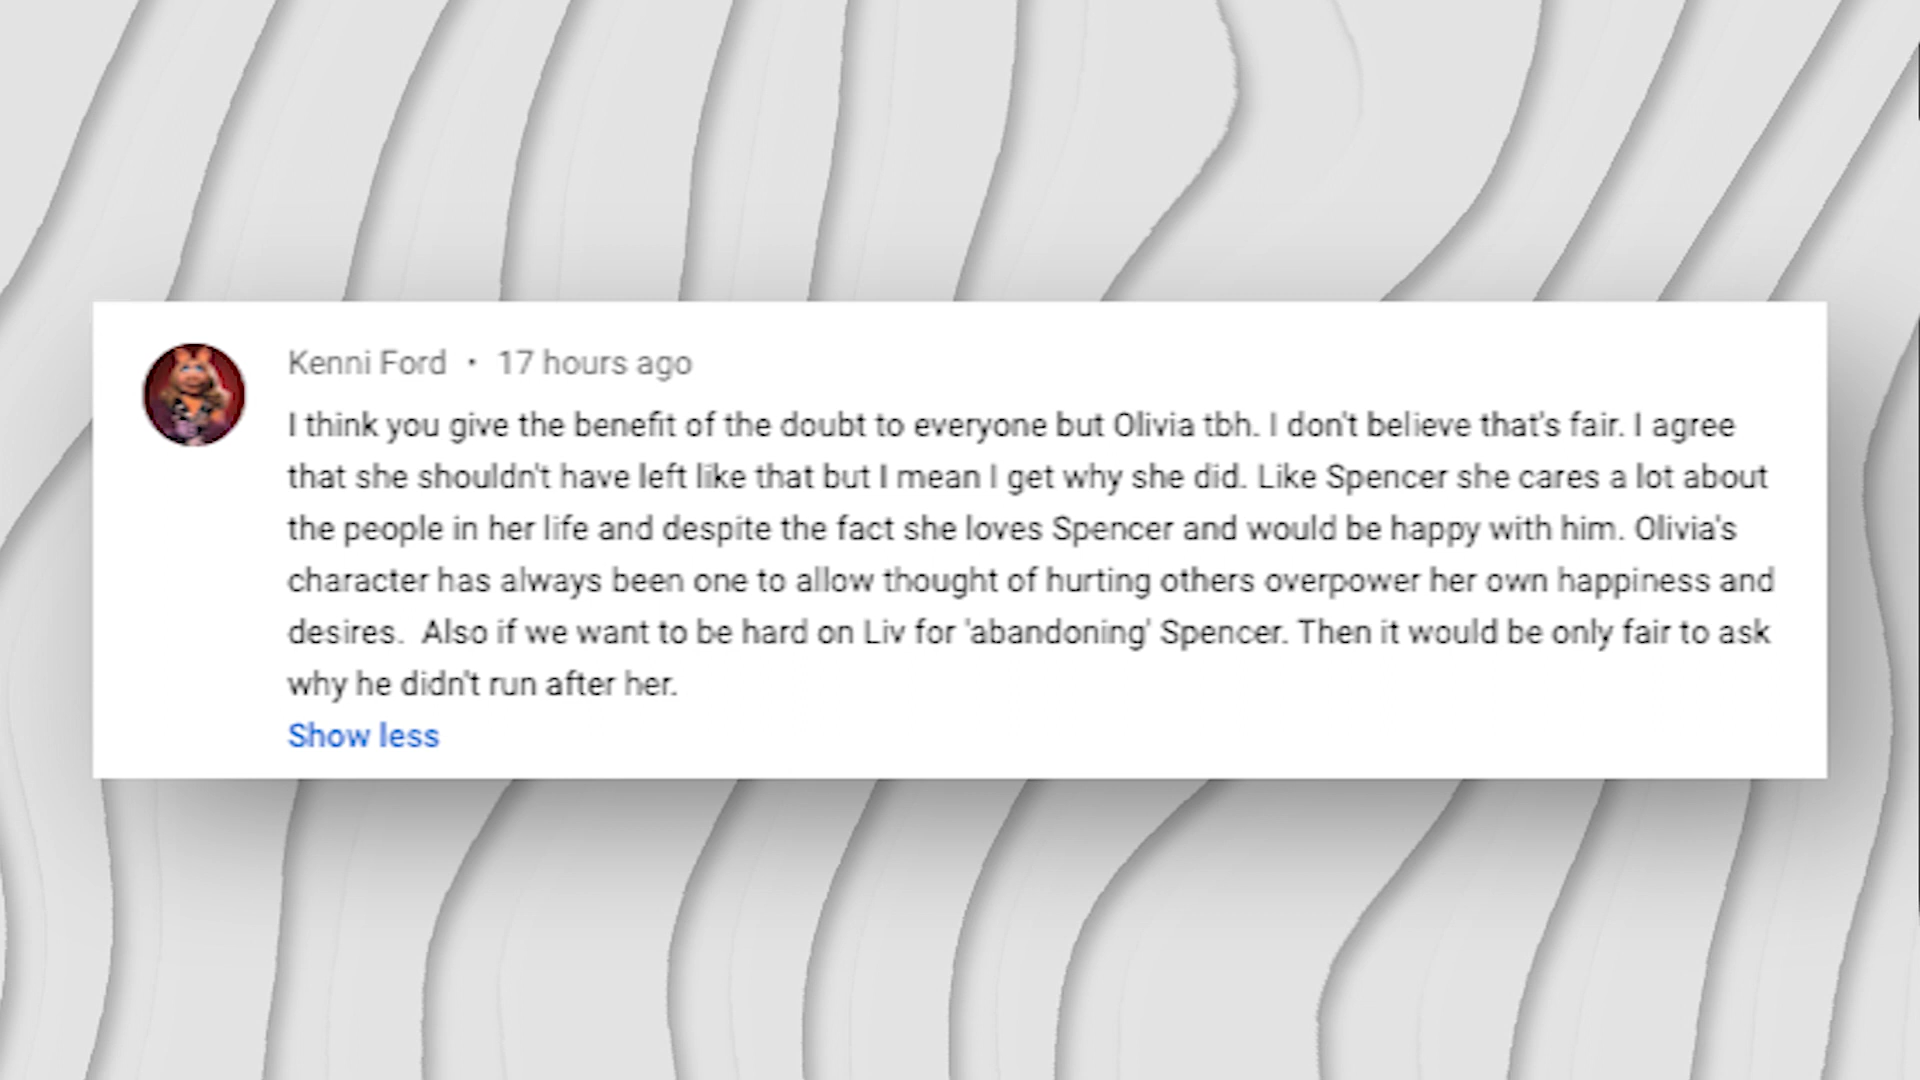 Kenni Ford • 17 hours ago
I think you give the benefit of the doubt to everyone but Olivia tbh. I don't believe that's fair. I agree
that she shouldn't have left like that but I mean I get why she did. Like Spencer she cares a lot about
the people in her life and despite the fact she loves Spencer and would be happy with him. Olivia's
character has always been one to allow thought of hurting others overpower her own happiness and
desires.  Also if we want to be hard on Liv for 'abandoning' Spencer. Then it would be only fair to ask
why he didn't run after her.
Show less